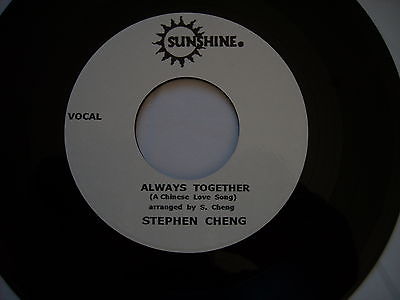 SUNSHINE.
VOCAL
ALWAYS TOGETHER
(A Chinese Love Song)
arranged by S. Cheng
STEPHEN CHENG